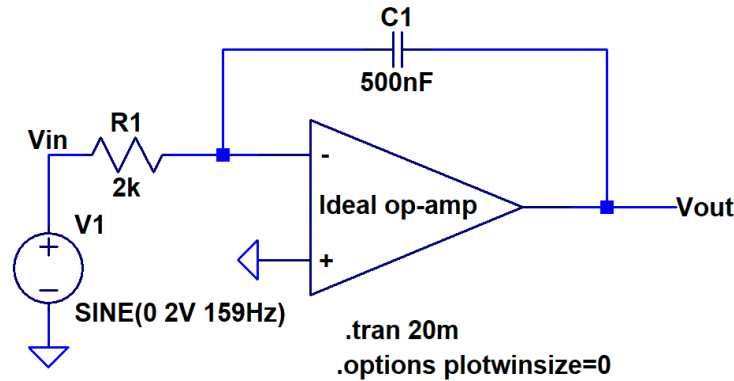 C1
500nF
R1
Vin
2k
-
Ideal op-amp
Vout
V1
+
+
−
SINE(0 2V 159Hz)
.tran 20m
.options plotwinsize=0